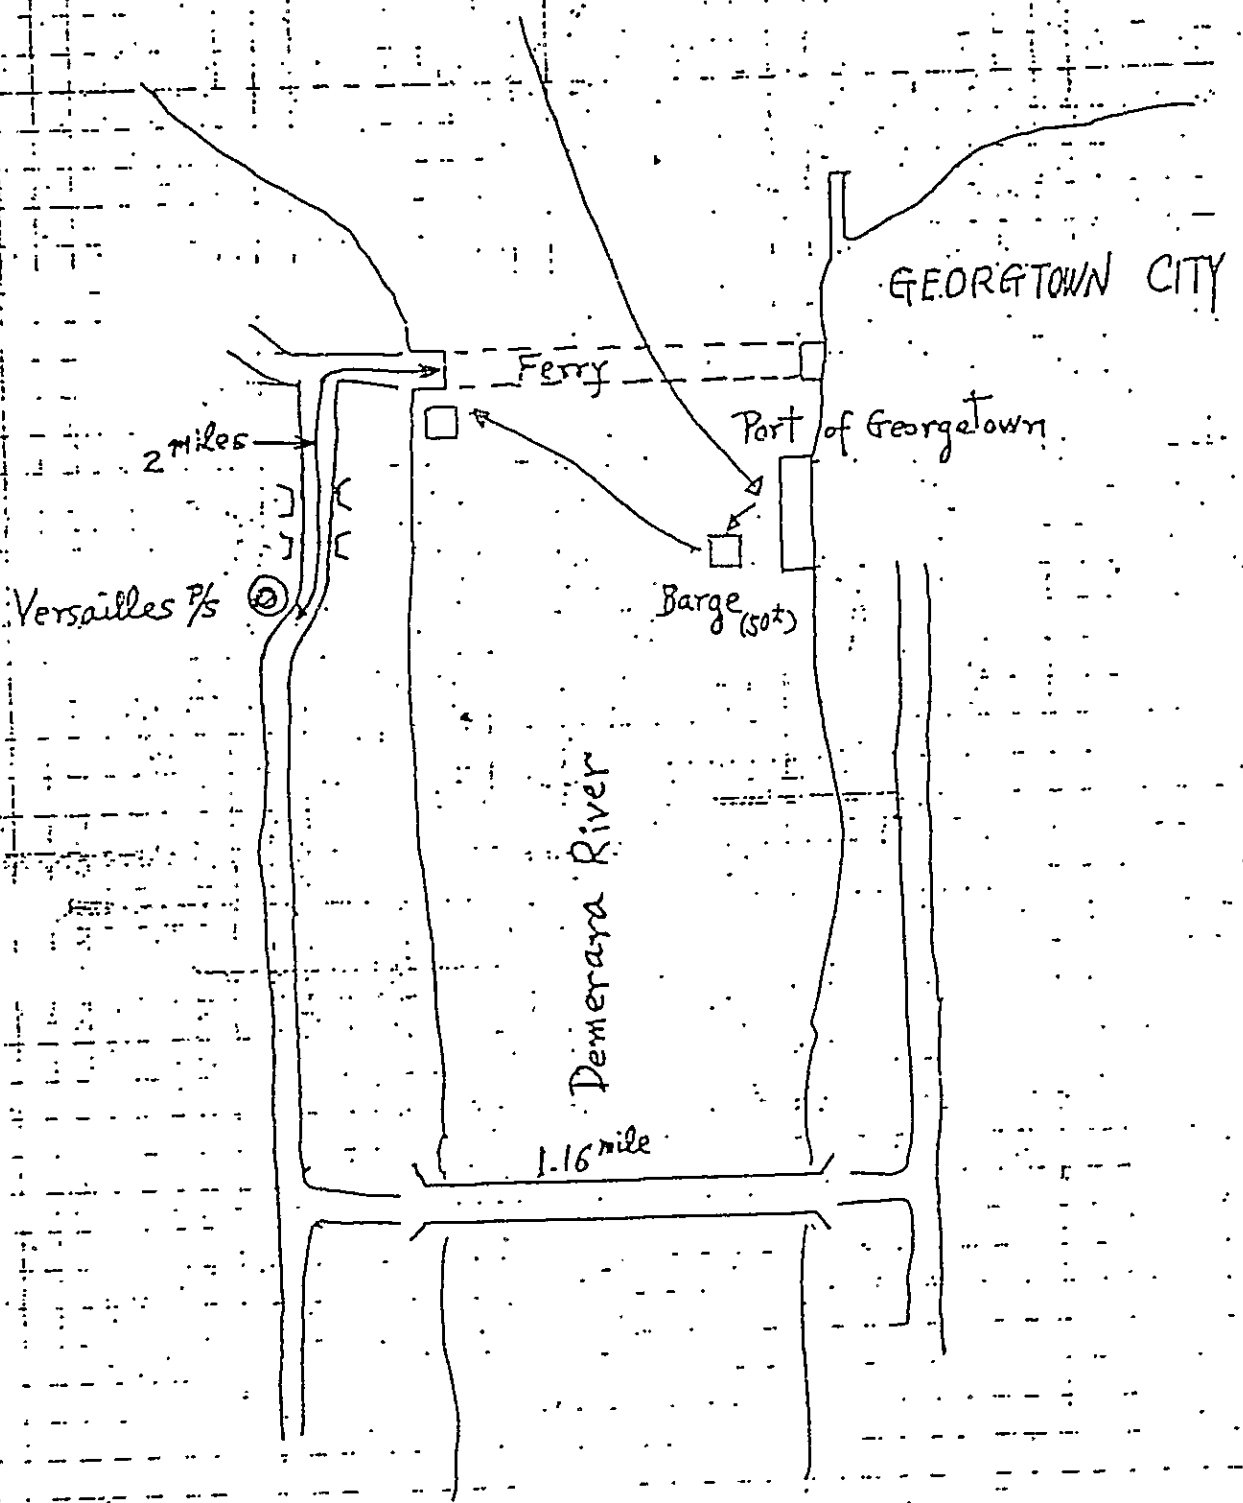 GEORGTOWN CITY
Ferry
Port of Georgetown
2 miles
Versailles P/S
Barge (50t)
Demerara River
1.16 mile